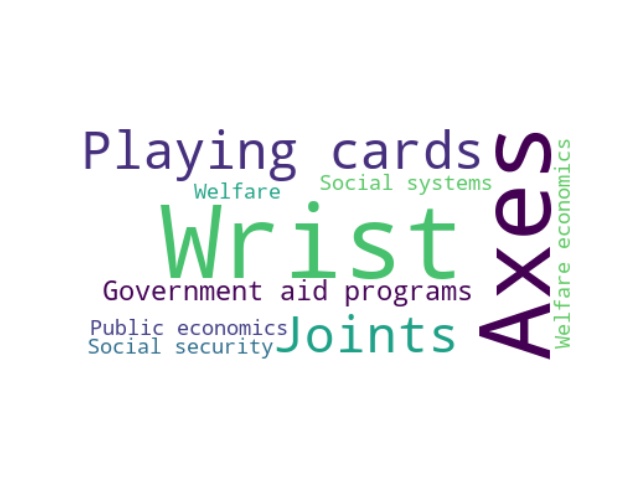 Playing cards
Welfare
Social systems
Wrist
Axes
Welfare economics
Government aid programs
Public economics
Joints
Social security